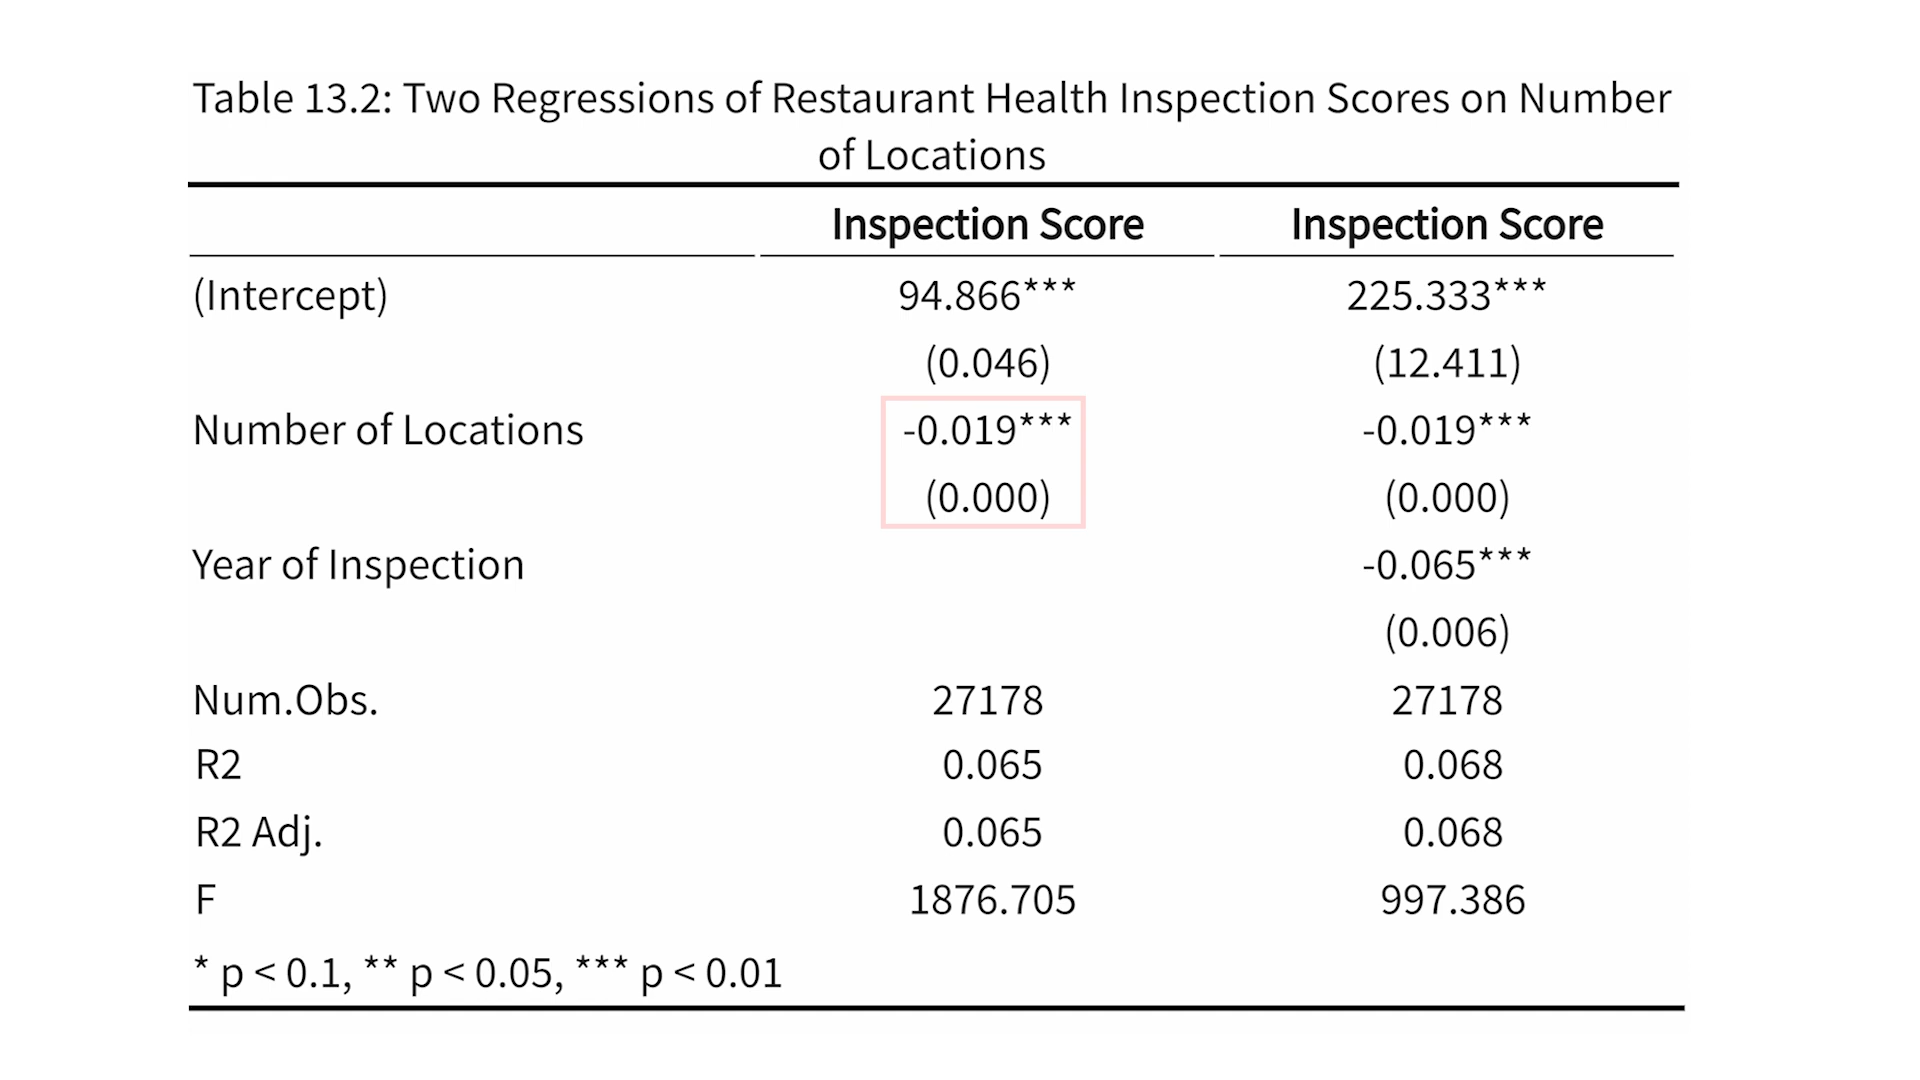 Table 13.2: Two Regressions of Restaurant Health Inspection Scores on Number
of Locations
Inspection Score Inspection Score
(Intercept) 94.866*** 225.333***
(0.046) (12.411)
Number of Locations -0.019*** -0.019***
(0.000) (0.000)
Year of Inspection -0.065***
(0.006)
Num.Obs. 27178 27178
R2 0.065 0.068
R2 Adj. 0.065 0.068
F 1876.705 997.386
* p < 0.1, ** p < 0.05, *** p < 0.01